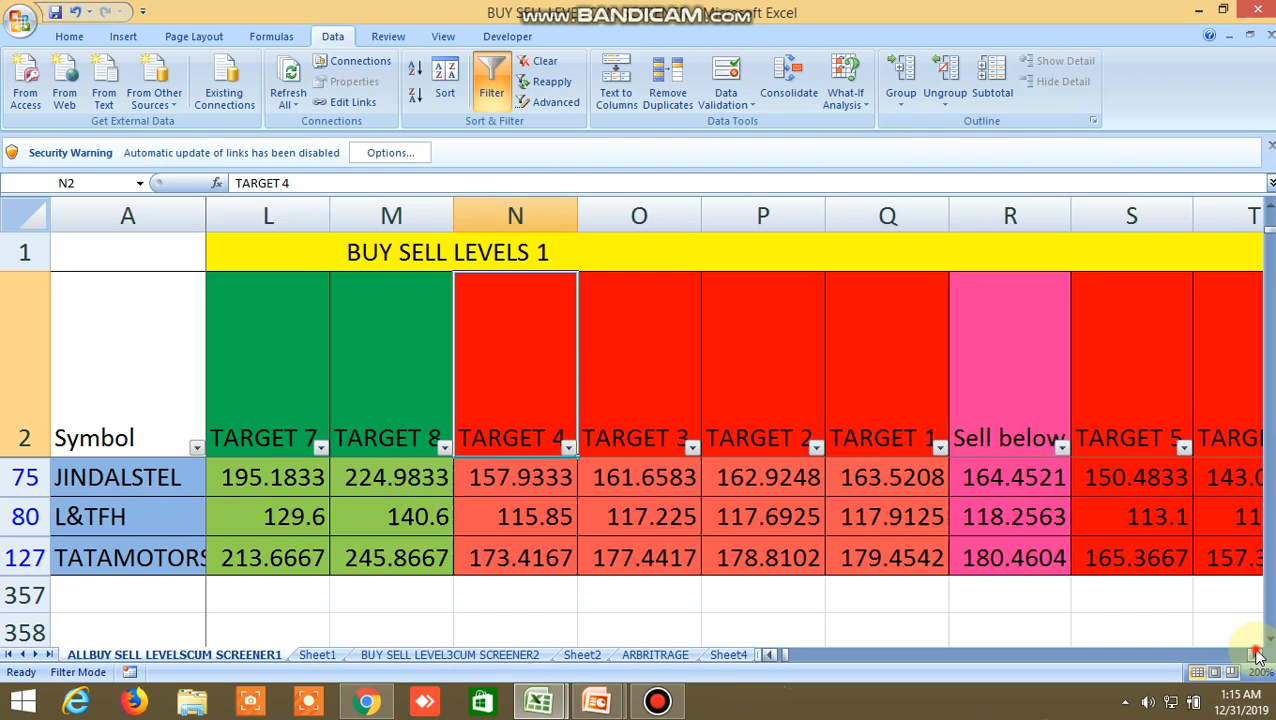 BUY SELL LEVE Microsoft Excel
www.BANDICAM.com
Home Insert Page Layout Formulas Data Review View Developer
From Access
From Web
From Text
From Other Sources
Existing Connections
Get External Data
Refresh All
Connections
Properties
Edit Links
Connections
Sort
Filter
Clear
Reapply
Advanced
Sort & Filter
Text to Columns
Remove Duplicates
Data Validation
Consolidate
What-If Analysis
Data Tools
Group
Ungroup
Subtotal
Show Detail
Hide Detail
Outline
Security Warning Automatic update of links has been disabled Options...
N2 fx TARGET 4
A L M N O P Q R S T
1 BUY SELL LEVELS 1
2 Symbol TARGET 7 TARGET 8 TARGET 4 TARGET 3 TARGET 2 TARGET 1 Sell below TARGET 5 TARG
75 JINDALSTEL 195.1833 224.9833 157.9333 161.6583 162.9248 163.5208 164.4521 150.4833 143.0
80 L&TFH 129.6 140.6 115.85 117.225 117.6925 117.9125 118.2563 113.1 11
127 TATAMOTORS 213.6667 245.8667 173.4167 177.4417 178.8102 179.4542 180.4604 165.3667 157.3
357
358
ALLBUY SELL LEVELSCUM SCREENER1 Sheet1 BUY SELL LEVEL3CUM SCREENER2 Sheet2 ARBRITRAGE Sheet4
Ready Filter Mode 200%
1:15 AM
12/31/2019